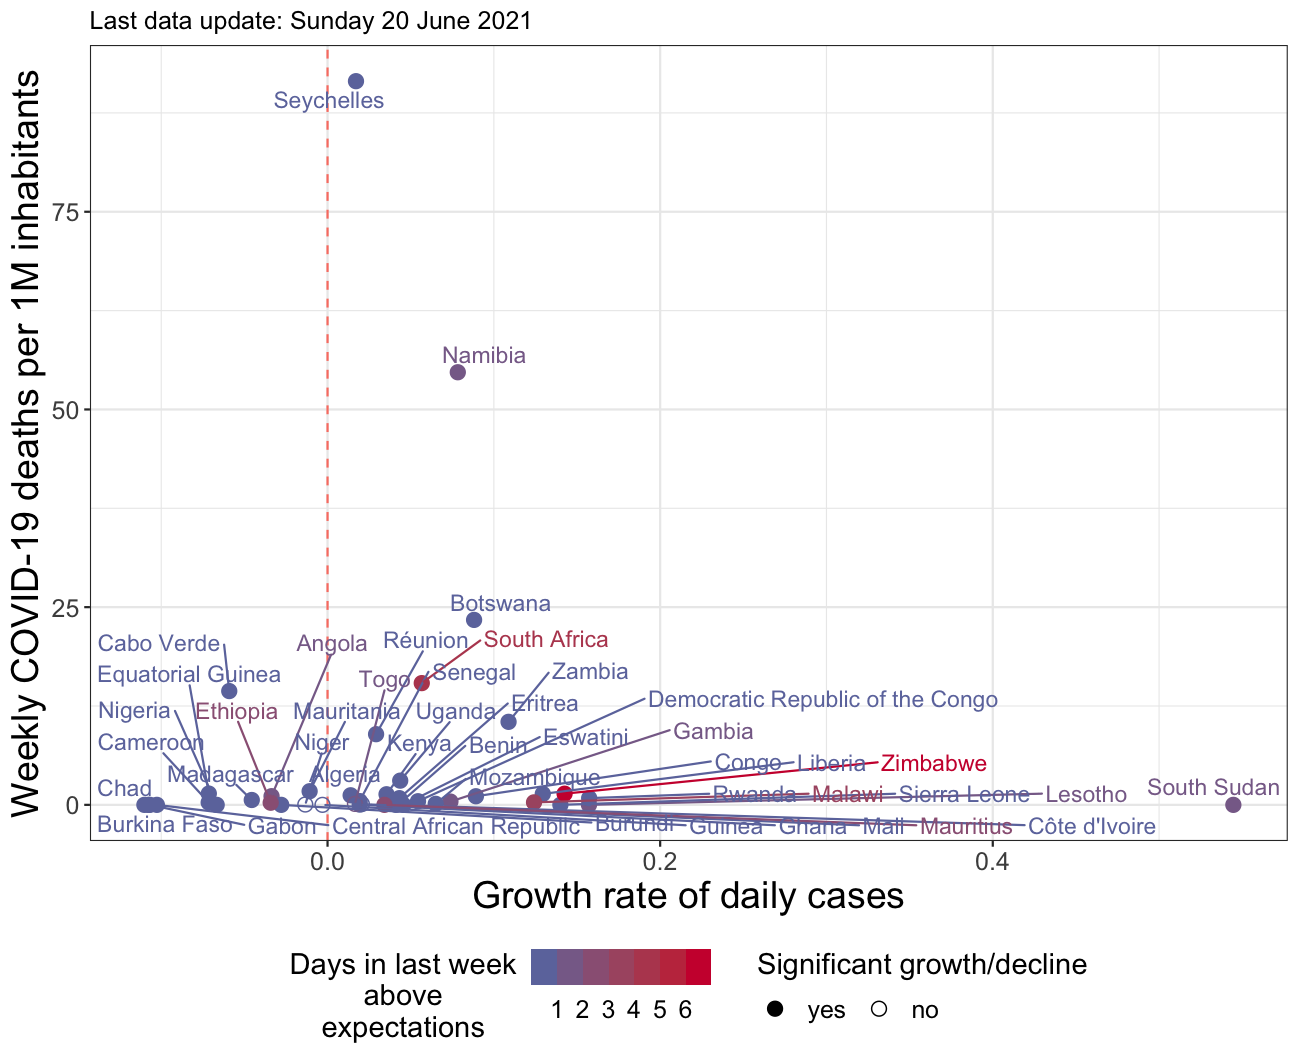 Last data update: Sunday 20 June 2021
Weekly COVID-19 deaths per 1M inhabitants
75
50
25
0
Seychelles
Namibia
Botswana
Cabo Verde
Angola
Réunion
South Africa
Equatorial Guinea
Togo
Senegal
Zambia
Nigeria
Ethiopia
Mauritania
Uganda
Eritrea
Democratic Republic of the Congo
Cameroon
Niger
Kenya
Benin
Eswatini
Gambia
Chad
Madagascar
Algeria
Mozambique
Congo
Liberia
Zimbabwe
Rwanda
Malawi
Sierra Leone
Lesotho
South Sudan
Burkina Faso
Gabon
Central African Republic
Burundi
Guinea
Ghana
Mali
Mauritius
Côte d'Ivoire
0.0
0.2
0.4
Growth rate of daily cases
Days in last week
above
expectations
1 2 3 4 5 6
Significant growth/decline
yes
no